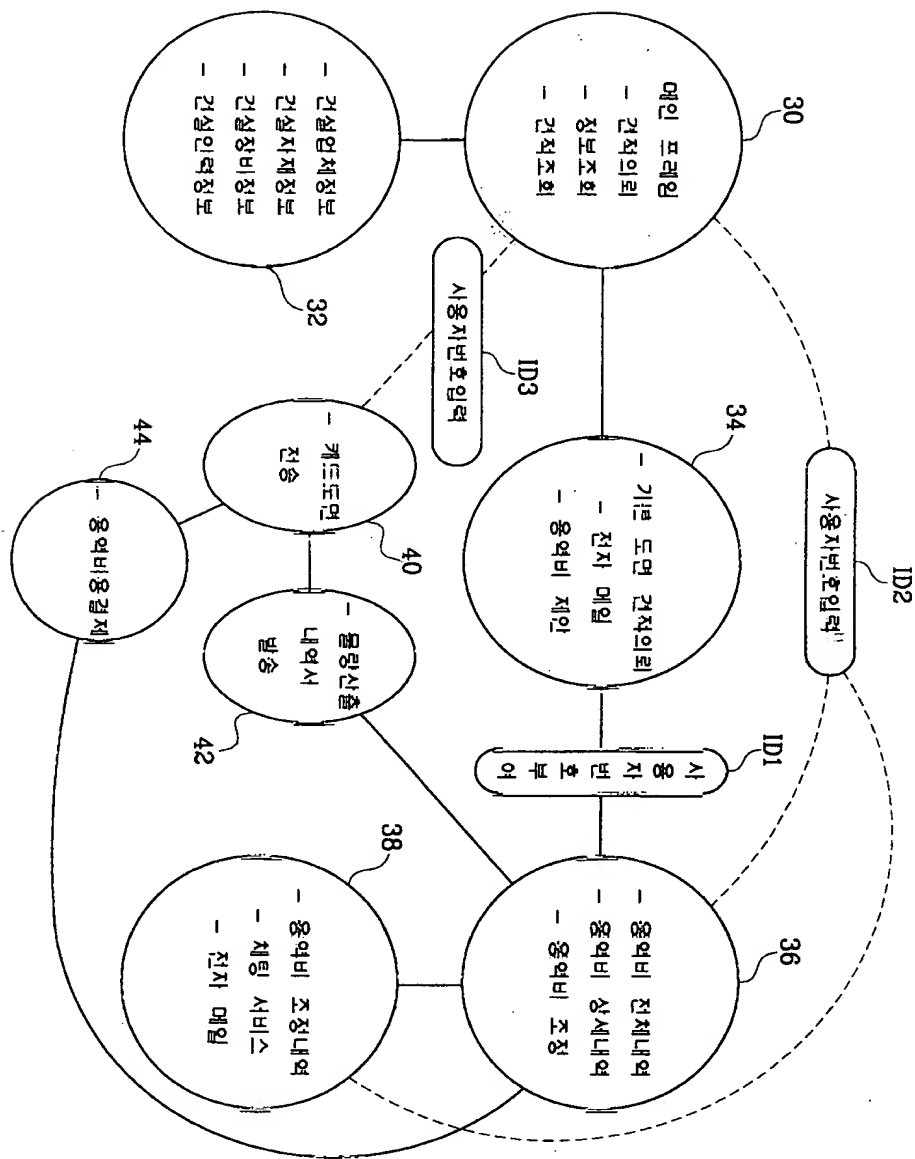 30
메인 프레임
- 견적의뢰
- 정보조회
- 견적조회
32
- 건설업체정보
- 건설자재정보
- 건설장비정보
- 건설인력정보
ID3
사용자번호입력
34
- 기본 도면 견적의뢰
- 전자 메일
- 용역비 제안
ID2
사용자번호입력
ID1
사용자번호부여
36
- 용역비 전체내역
- 용역비 상세내역
- 용역비 조정
38
- 용역비 조정내역
- 채팅 서비스
- 전자 메일
40
- 캐드도면
전송
42
- 물량산출
내역서
발송
44
- 용역비용결제